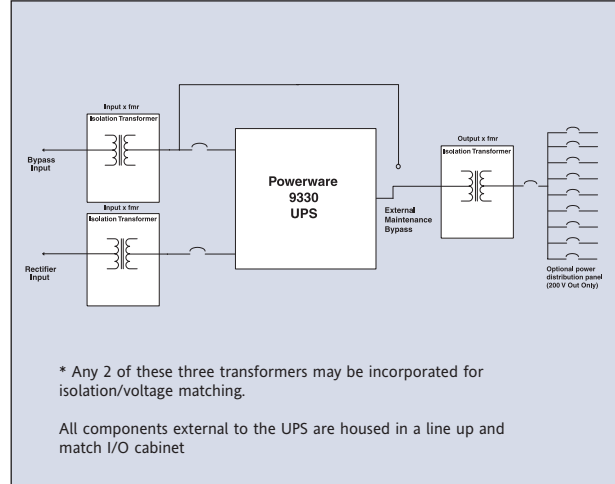 Input x fmr
Isolation Transformer
Bypass
Input
Input x fmr
Isolation Transformer
Rectifier
Input
Powerware
9330
UPS
External
Maintenance
Bypass
Output x fmr
Isolation Transformer
Optional power
distribution panel
(200 V Out Only)
* Any 2 of these three transformers may be incorporated for
isolation/voltage matching.
All components external to the UPS are housed in a line up and
match I/O cabinet